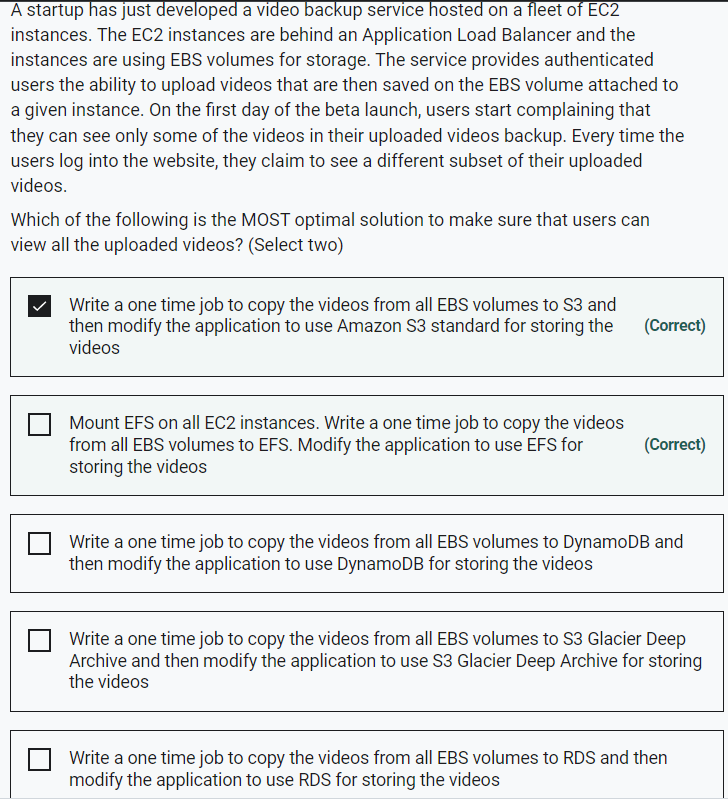 A startup has just developed a video backup service hosted on a fleet of EC2
instances. The EC2 instances are behind an Application Load Balancer and the
instances are using EBS volumes for storage. The service provides authenticated
users the ability to upload videos that are then saved on the EBS volume attached to
a given instance. On the first day of the beta launch, users start complaining that
they can see only some of the videos in their uploaded videos backup. Every time the
users log into the website, they claim to see a different subset of their uploaded
videos.
Which of the following is the MOST optimal solution to make sure that users can
view all the uploaded videos? (Select two)
Write a one time job to copy the videos from all EBS volumes to S3 and
then modify the application to use Amazon S3 standard for storing the
videos
(Correct)
Mount EFS on all EC2 instances. Write a one time job to copy the videos
from all EBS volumes to EFS. Modify the application to use EFS for
storing the videos
(Correct)
Write a one time job to copy the videos from all EBS volumes to DynamoDB and
then modify the application to use DynamoDB for storing the videos
Write a one time job to copy the videos from all EBS volumes to S3 Glacier Deep
Archive and then modify the application to use S3 Glacier Deep Archive for storing
the videos
Write a one time job to copy the videos from all EBS volumes to RDS and then
modify the application to use RDS for storing the videos